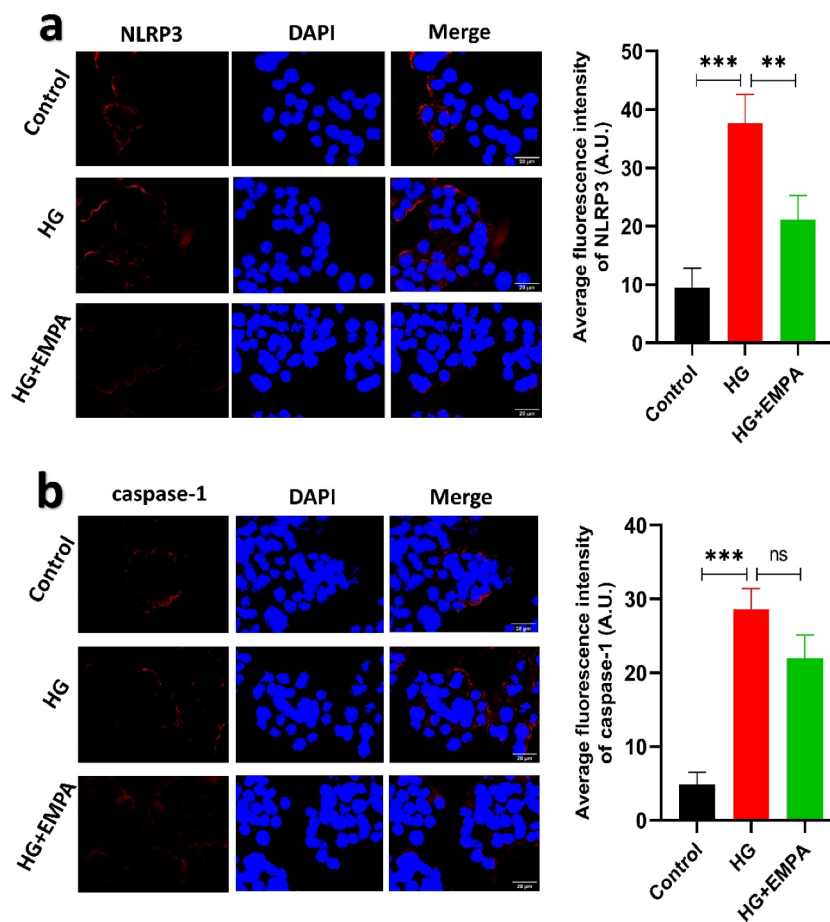 a
NLRP3 DAPI Merge
Control
20 µm
HG
20 µm
HG+EMPA
20 µm
Average fluorescence intensity
of NLRP3 (A.U.)
50
40
30
20
10
0
*** **
Control HG HG+EMPA
b
caspase-1 DAPI Merge
Control
20 µm
HG
20 µm
HG+EMPA
20 µm
Average fluorescence intensity
of caspase-1 (A.U.)
40
30
20
10
0
*** ns
Control HG HG+EMPA